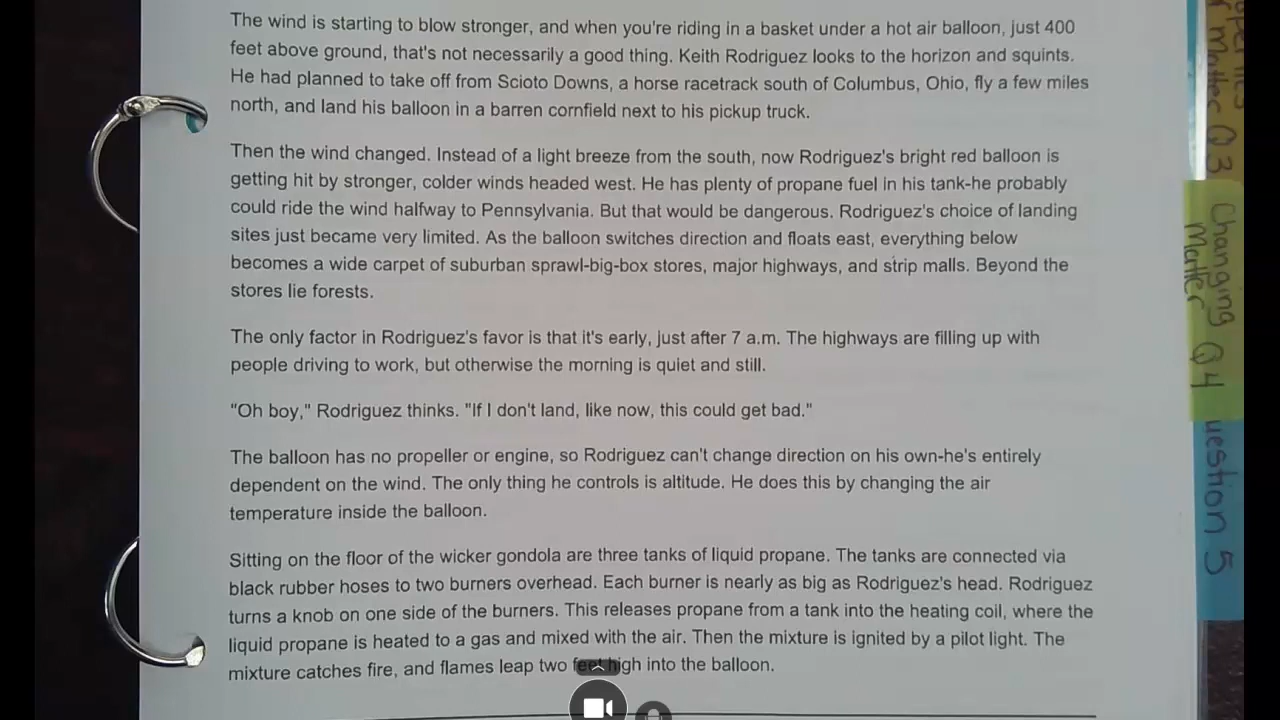 The wind is starting to blow stronger, and when you're riding in a basket under a hot air balloon, just 400
feet above ground, that's not necessarily a good thing. Keith Rodriguez looks to the horizon and squints.
He had planned to take off from Scioto Downs, a horse racetrack south of Columbus, Ohio, fly a few miles
north, and land his balloon in a barren cornfield next to his pickup truck.
Then the wind changed. Instead of a light breeze from the south, now Rodriguez's bright red balloon is
getting hit by stronger, colder winds headed west. He has plenty of propane fuel in his tank-he probably
could ride the wind halfway to Pennsylvania. But that would be dangerous. Rodriguez's choice of landing
sites just became very limited. As the balloon switches direction and floats east, everything below
becomes a wide carpet of suburban sprawl-big-box stores, major highways, and strip malls. Beyond the
stores lie forests.
The only factor in Rodriguez's favor is that it's early, just after 7 a.m. The highways are filling up with
people driving to work, but otherwise the morning is quiet and still.
"Oh boy," Rodriguez thinks. "If I don't land, like now, this could get bad."
The balloon has no propeller or engine, so Rodriguez can't change direction on his own-he's entirely
dependent on the wind. The only thing he controls is altitude. He does this by changing the air
temperature inside the balloon.
Sitting on the floor of the wicker gondola are three tanks of liquid propane. The tanks are connected via
black rubber hoses to two burners overhead. Each burner is nearly as big as Rodriguez's head. Rodriguez
turns a knob on one side of the burners. This releases propane from a tank into the heating coil, where the
liquid propane is heated to a gas and mixed with the air. Then the mixture is ignited by a pilot light. The
mixture catches fire, and flames leap two feet high into the balloon.
Matter Q3
Changing
Matter Q4
uestion 5